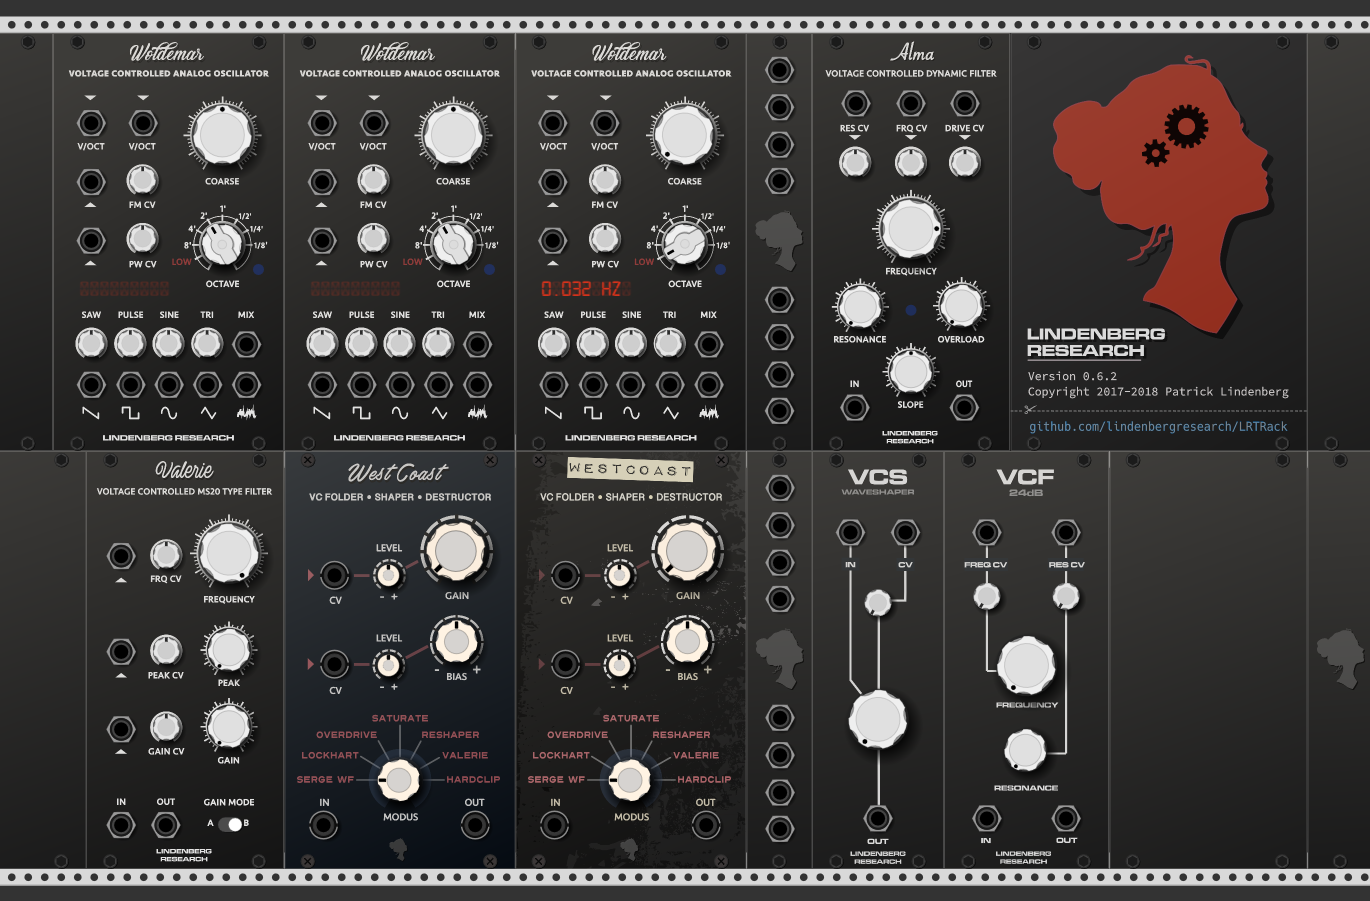 Woldemar
VOLTAGE CONTROLLED ANALOG OSCILLATOR
V/OCT V/OCT
COARSE
FM CV
1'
2' 1/2'
4' 1/4'
8' 1/8'
PW CV LOW
OCTAVE
SAW PULSE SINE TRI MIX
LINDENBERG RESEARCH
Woldemar
VOLTAGE CONTROLLED ANALOG OSCILLATOR
V/OCT V/OCT
COARSE
FM CV
1'
2' 1/2'
4' 1/4'
8' 1/8'
PW CV LOW
OCTAVE
SAW PULSE SINE TRI MIX
LINDENBERG RESEARCH
Woldemar
VOLTAGE CONTROLLED ANALOG OSCILLATOR
V/OCT V/OCT
COARSE
FM CV
1'
2' 1/2'
4' 1/4'
8' 1/8'
PW CV LOW
OCTAVE
0.032 HZ
SAW PULSE SINE TRI MIX
LINDENBERG RESEARCH
Alma
VOLTAGE CONTROLLED DYNAMIC FILTER
RES CV FRQ CV DRIVE CV
FREQUENCY
RESONANCE OVERLOAD
IN OUT
SLOPE
LINDENBERG
RESEARCH
LINDENBERG
RESEARCH
Version 0.6.2
Copyright 2017-2018 Patrick Lindenberg
github.com/lindenbergresearch/LRTRack
Valerie
VOLTAGE CONTROLLED MS20 TYPE FILTER
FRQ CV
FREQUENCY
PEAK CV
PEAK
GAIN CV
GAIN
IN OUT GAIN MODE
A B
LINDENBERG
RESEARCH
West Coast
VC FOLDER • SHAPER • DESTRUCTOR
LEVEL
CV - + GAIN
LEVEL
- +
BIAS
CV - +
SATURATE
OVERDRIVE RESHAPER
LOCKHART VALERIE
SERGE WF HARDCLIP
IN OUT
MODUS
WESTCOAST
VC FOLDER • SHAPER • DESTRUCTOR
LEVEL
CV - + GAIN
LEVEL
- +
BIAS
CV - +
SATURATE
OVERDRIVE RESHAPER
LOCKHART VALERIE
SERGE WF HARDCLIP
IN OUT
MODUS
VCS
WAVESHAPER
IN CV
OUT
LINDENBERG
RESEARCH
VCF
24dB
FREQ CV RES CV
FREQUENCY
RESONANCE
IN OUT
LINDENBERG
RESEARCH